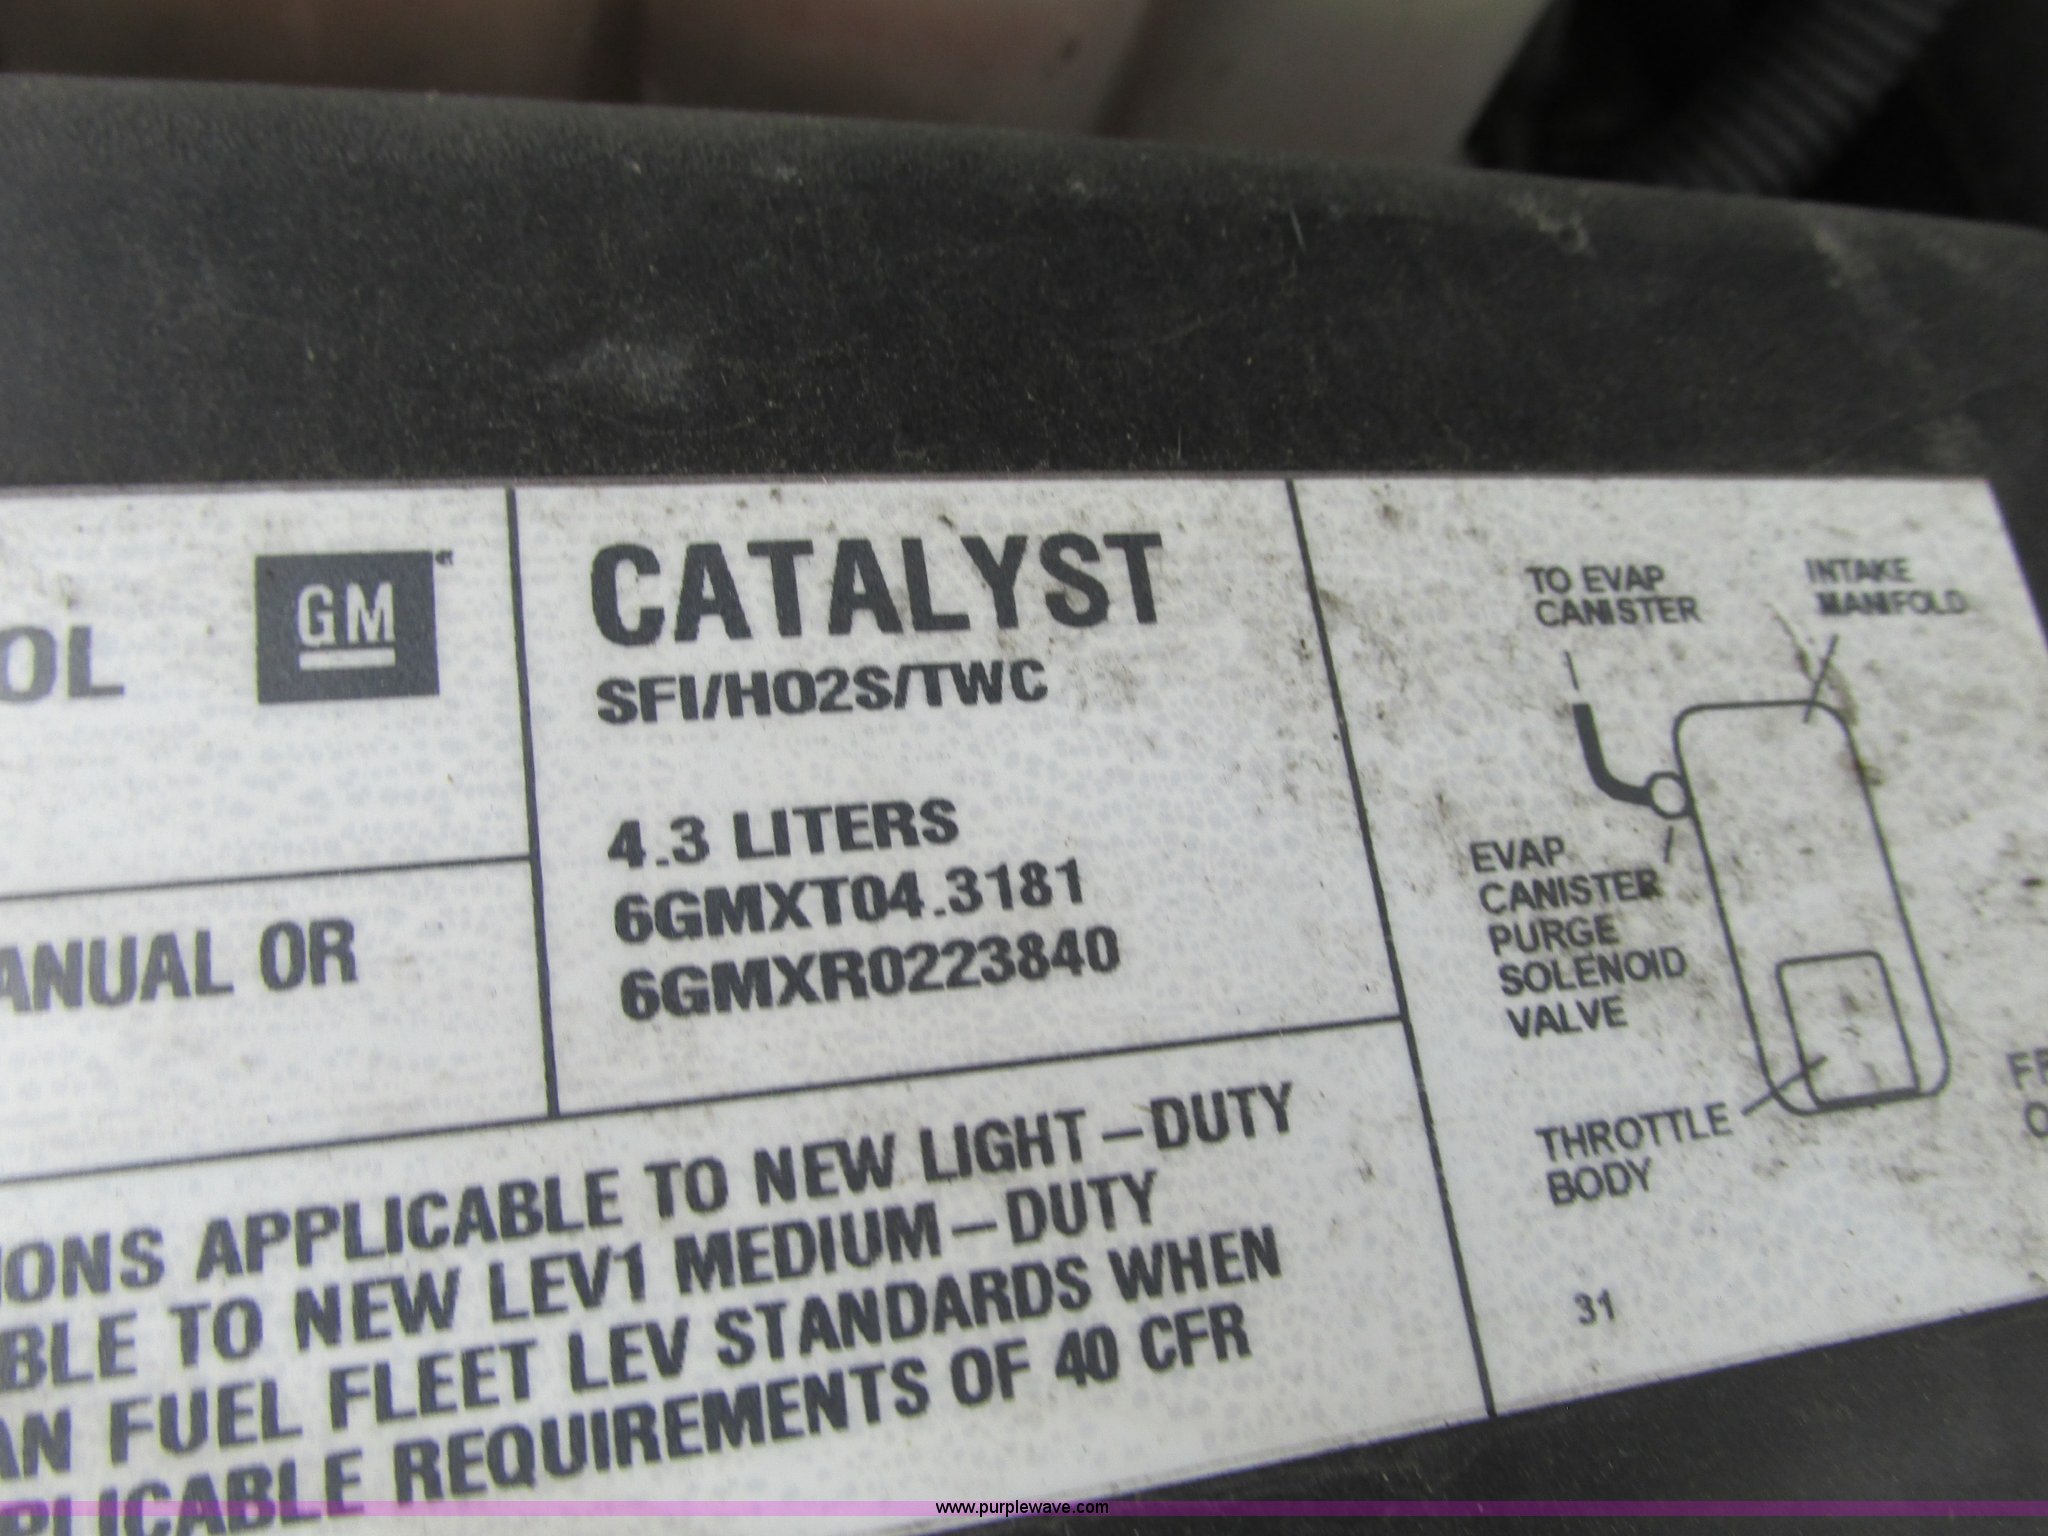 OL
GM
CATALYST
SFI/HO2S/TWC
4.3 LITERS
6GMXT04.3181
6GMXR0223840
ANUAL OR
IONS APPLICABLE TO NEW LIGHT-DUTY
BLE TO NEW LEV1 MEDIUM-DUTY
AN FUEL FLEET LEV STANDARDS WHEN
PLICABLE REQUIREMENTS OF 40 CFR
TO EVAP
CANISTER
INTAKE
MANIFOLD
EVAP
CANISTER
PURGE
SOLENOID
VALVE
THROTTLE
BODY
31
www.purplewave.com